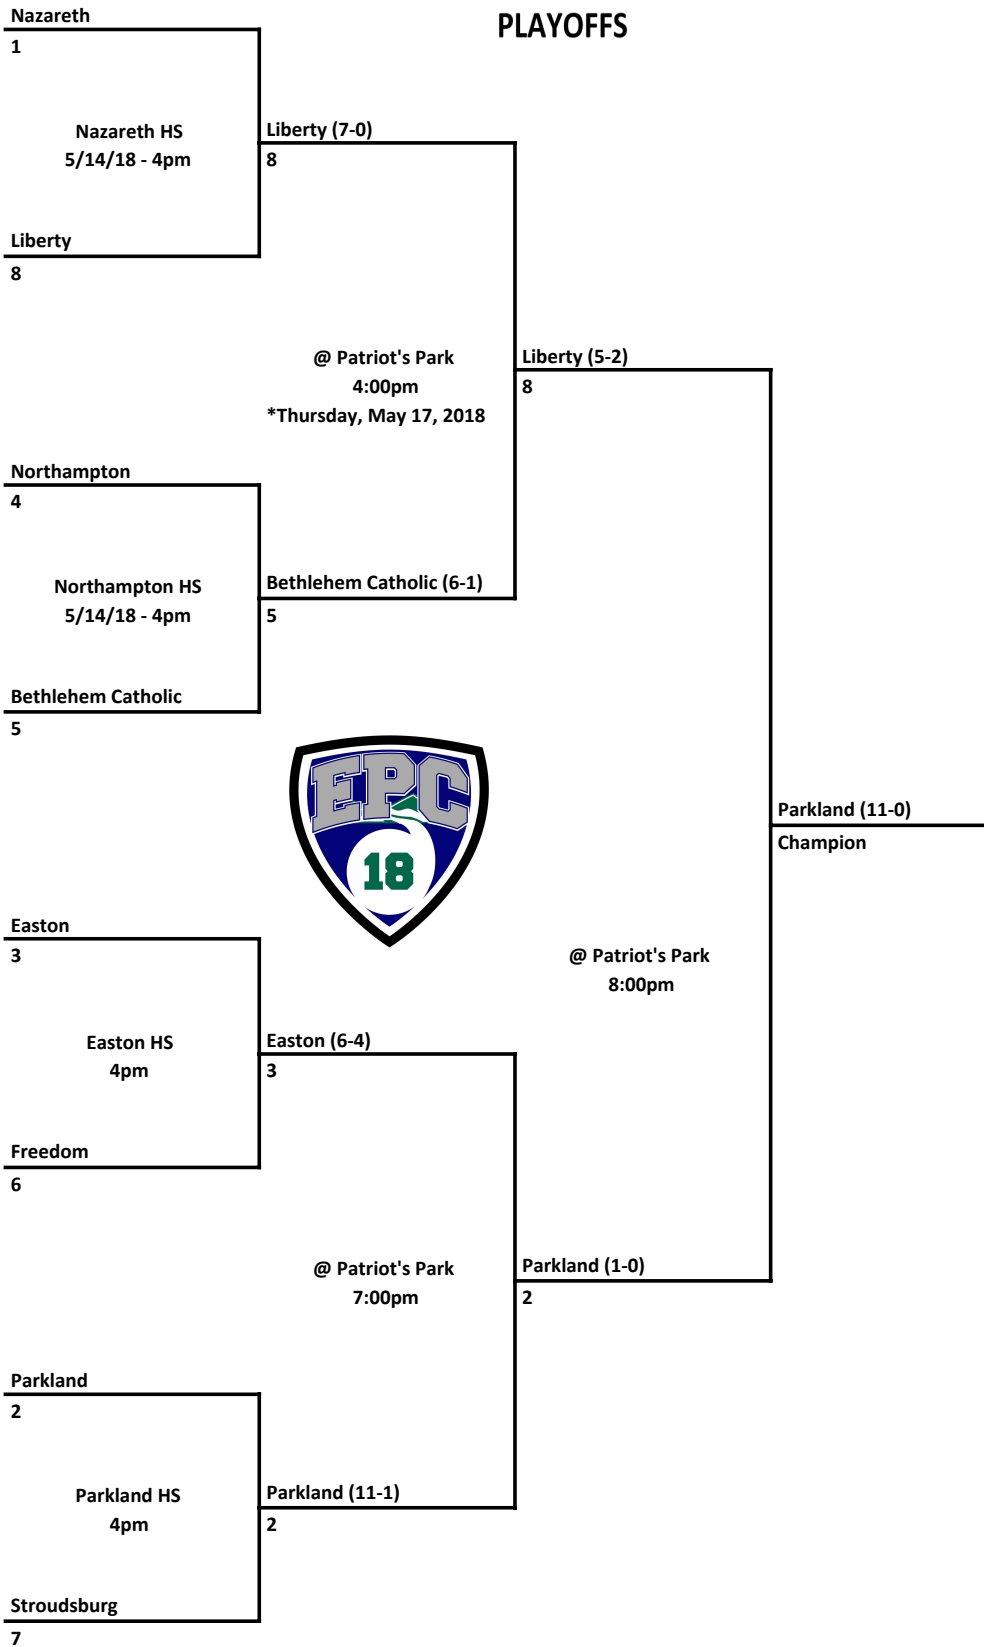 PLAYOFFS
Nazareth
1
Nazareth HS
5/14/18 - 4pm
Liberty (7-0)
8
Liberty
8
@ Patriot's Park
4:00pm
*Thursday, May 17, 2018
Liberty (5-2)
8
Northampton
4
Northampton HS
5/14/18 - 4pm
Bethlehem Catholic (6-1)
5
Bethlehem Catholic
5
EPC
18
Parkland (11-0)
Champion
Easton
3
@ Patriot's Park
8:00pm
Easton HS
4pm
Easton (6-4)
3
Freedom
6
@ Patriot's Park
7:00pm
Parkland (1-0)
2
Parkland
2
Parkland HS
4pm
Parkland (11-1)
2
Stroudsburg
7